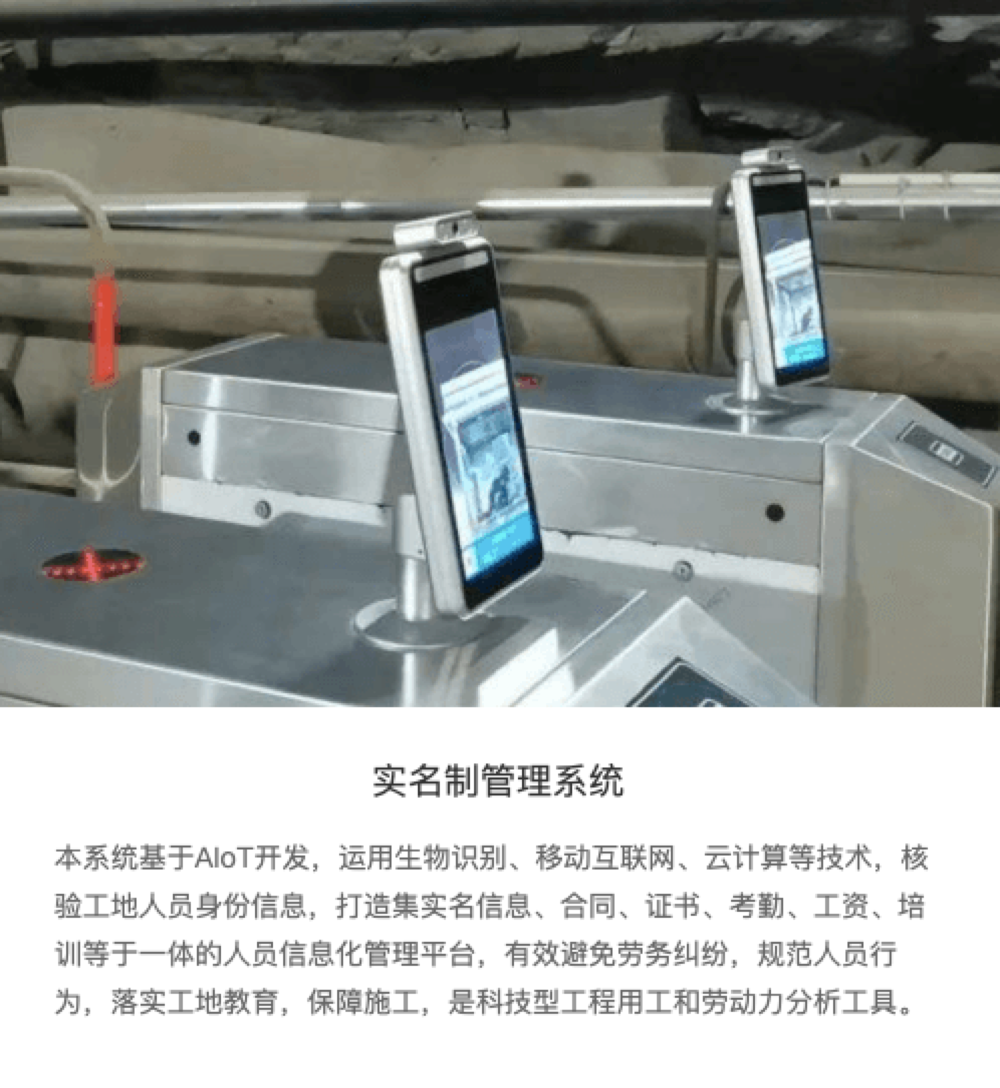 实名制管理系统
本系统基于AIoT开发，运用生物识别、移动互联网、云计算等技术，核
验工地人员身份信息，打造集实名信息、合同、证书、考勤、工资、培
训等于一体的人员信息化管理平台，有效避免劳务纠纷，规范人员行
为，落实工地教育，保障施工，是科技型工程用工和劳动力分析工具。